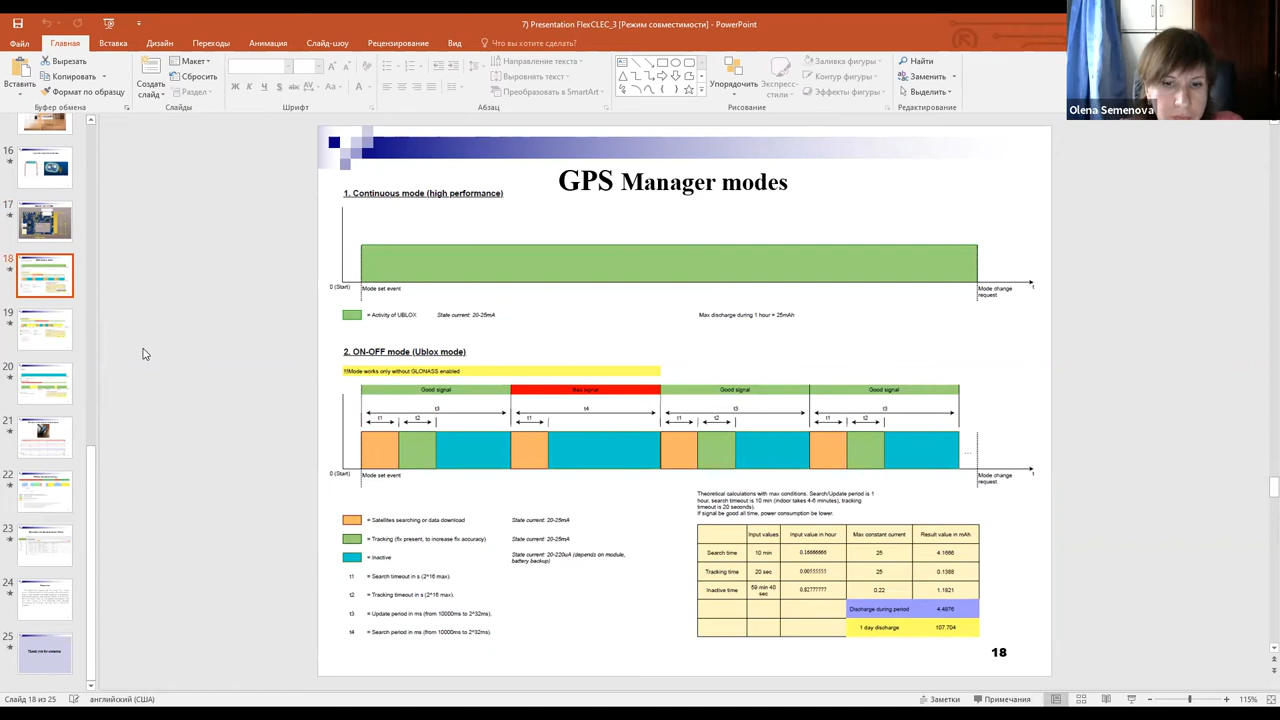 7) Presentation FlexCLEC_3 [Режим совместимости] - PowerPoint
Файл Главная Вставка Дизайн Переходы Анимация Слайд-шоу Рецензирование Вид Что вы хотите сделать?
Вставить
Вырезать
Копировать
Формат по образцу
Буфер обмена
Создать слайд
Макет
Сбросить
Раздел
Слайды
Шрифт
Направление текста
Выровнять текст
Преобразовать в SmartArt
Абзац
Упорядочить
Экспресс-стили
Заливка фигуры
Контур фигуры
Эффекты фигуры
Рисование
Найти
Заменить
Выделить
Редактирование
Olena Semenova
16
17
18
19
20
21
22
23
24
25
GPS Manager modes
1. Continuous mode (high performance)
0 (Start) Mode set event Mode change request t
= Activity of UBLOX State current: 20-25mA Max discharge during 1 hour = 25mAh
2. ON-OFF mode (Ublox mode)
!!!Mode works only without GLONASS enabled
Good signal Bad signal Good signal Good signal
t3 t4 t3 t3
t1 t2 t1 t1 t2 t1 t2
...
0 (Start) Mode set event Mode change request t
= Satellites searching or data download State current: 20-25mA
= Tracking (fix present, to increase fix accuracy) State current: 20-25mA
= Inactive State current: 20-220uA (depends on module,
battery backup)
t1 = Search timeout in s (2^16 max).
t2 = Tracking timeout in s (2^16 max).
t3 = Update period in ms (from 10000ms to 2^32ms).
t4 = Search period in ms (from 10000ms to 2^32ms).
Theoretical calculations with max conditions. Search/Update period is 1
hour, search timeout is 10 min (indoor takes 4-6 minutes), tracking
timeout is 20 seconds).
If signal be good all time, power consumption be lower.
Input values Input value in hour Max constant current Result value in mAh
Search time 10 min 0.16666666 25 4.1666
Tracking time 20 sec 0.00555555 25 0.1388
Inactive time 59 min 40 sec 0.82777777 0.22 1.1821
Discharge during period 4.4876
1 day discharge 107.704
18
Слайд 18 из 25 английский (США) Заметки Примечания 115%